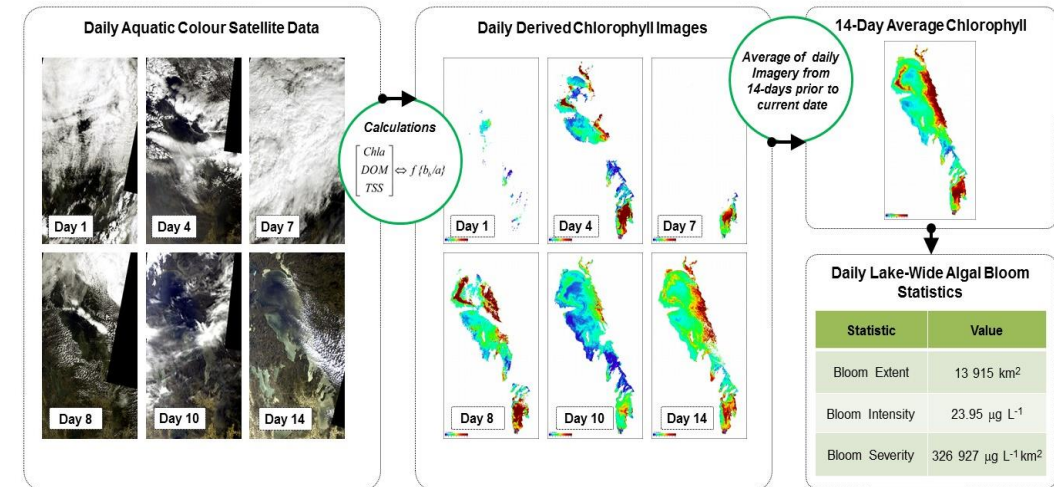 Daily Aquatic Colour Satellite Data
Day 1
Day 4
Day 7
Day 8
Day 10
Day 14
Calculations
Chla
DOM ⇔ f {b_b/a}
TSS
Daily Derived Chlorophyll Images
Day 1
Day 4
Day 7
Day 8
Day 10
Day 14
Average of daily
Imagery from
14-days prior to
current date
14-Day Average Chlorophyll
Daily Lake-Wide Algal Bloom
Statistics
Statistic Value
Bloom Extent 13 915 km²
Bloom Intensity 23.95 µg L⁻¹
Bloom Severity 326 927 µg L⁻¹km²